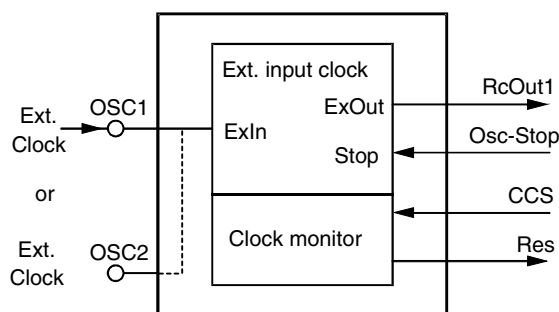 Ext. input clock
ExOut
ExIn
Stop
Clock monitor
Ext.
Clock
OSC1
or
Ext.
Clock
OSC2
RcOut1
Osc-Stop
CCS
Res